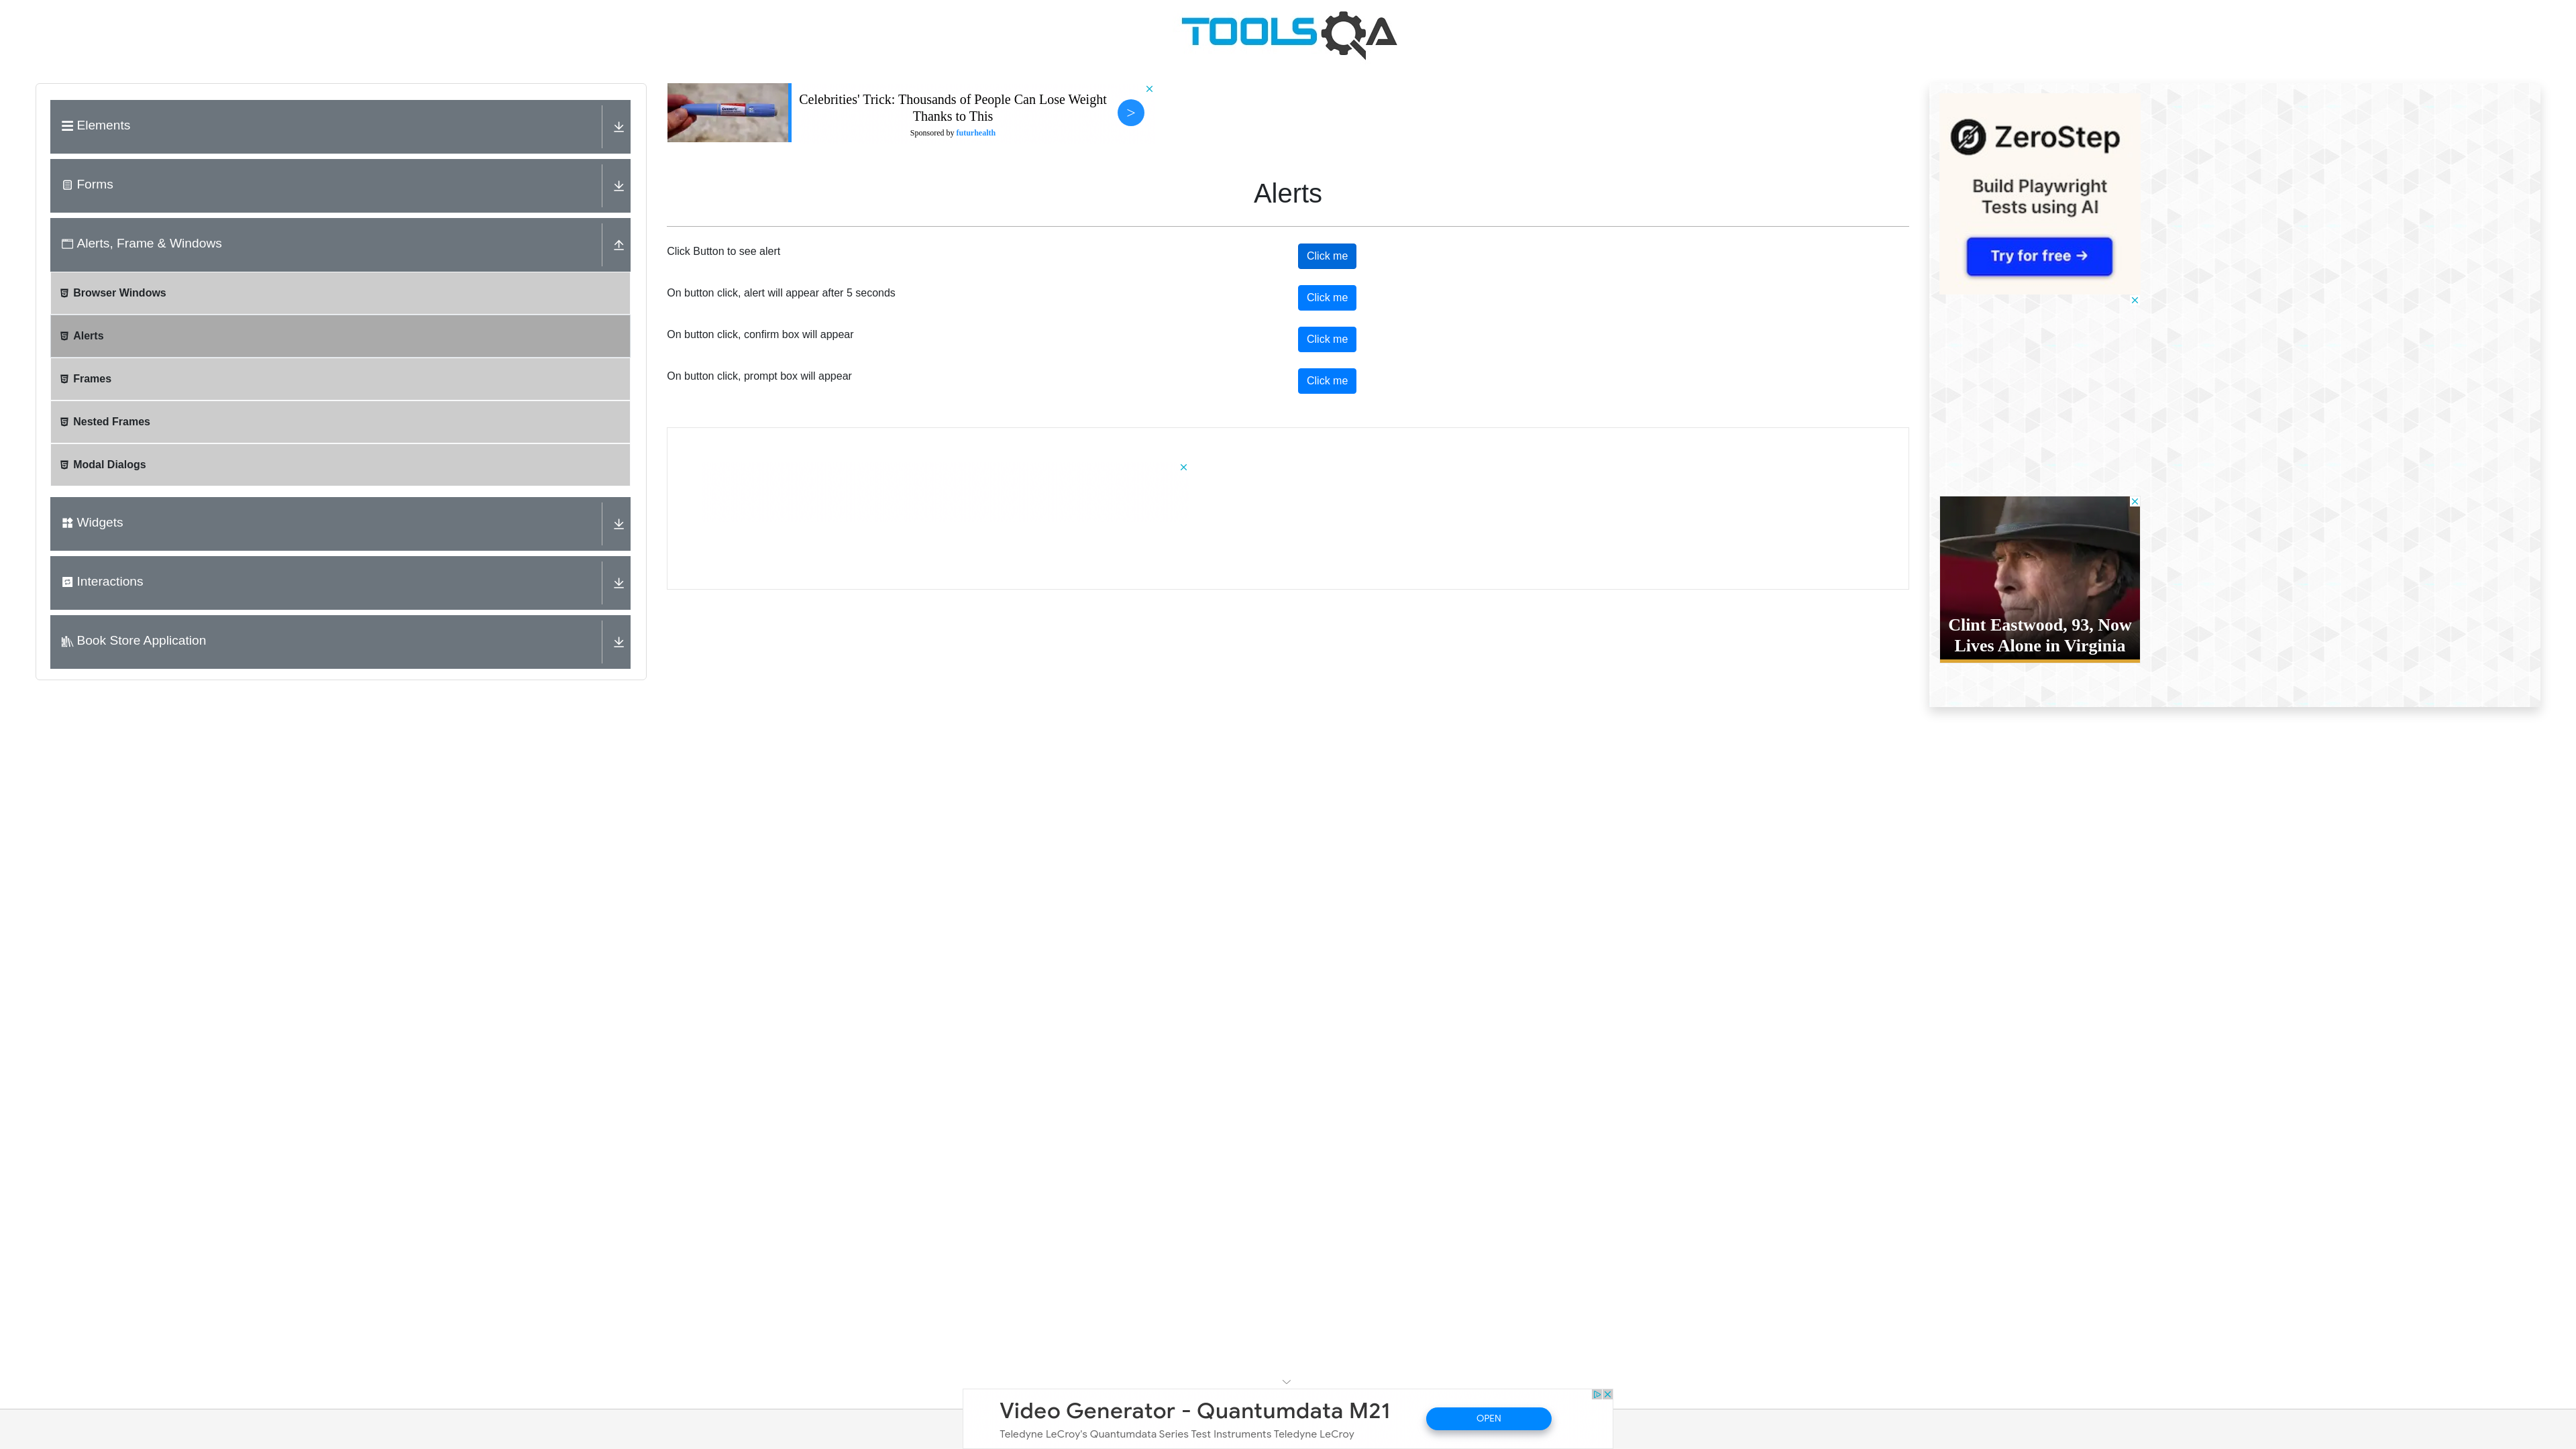 TOOLSQA
Elements
Forms
Alerts, Frame & Windows
Browser Windows
Alerts
Frames
Nested Frames
Modal Dialogs
Widgets
Interactions
Book Store Application
Celebrities' Trick: Thousands of People Can Lose Weight
Thanks to This
Sponsored by futurhealth
>
Alerts
Click Button to see alert
Click me
On button click, alert will appear after 5 seconds
Click me
On button click, confirm box will appear
Click me
On button click, prompt box will appear
Click me
ZeroStep
Build Playwright
Tests using AI
Try for free →
Clint Eastwood, 93, Now
Lives Alone in Virginia
Video Generator - Quantumdata M21
Teledyne LeCroy's Quantumdata Series Test Instruments Teledyne LeCroy
OPEN